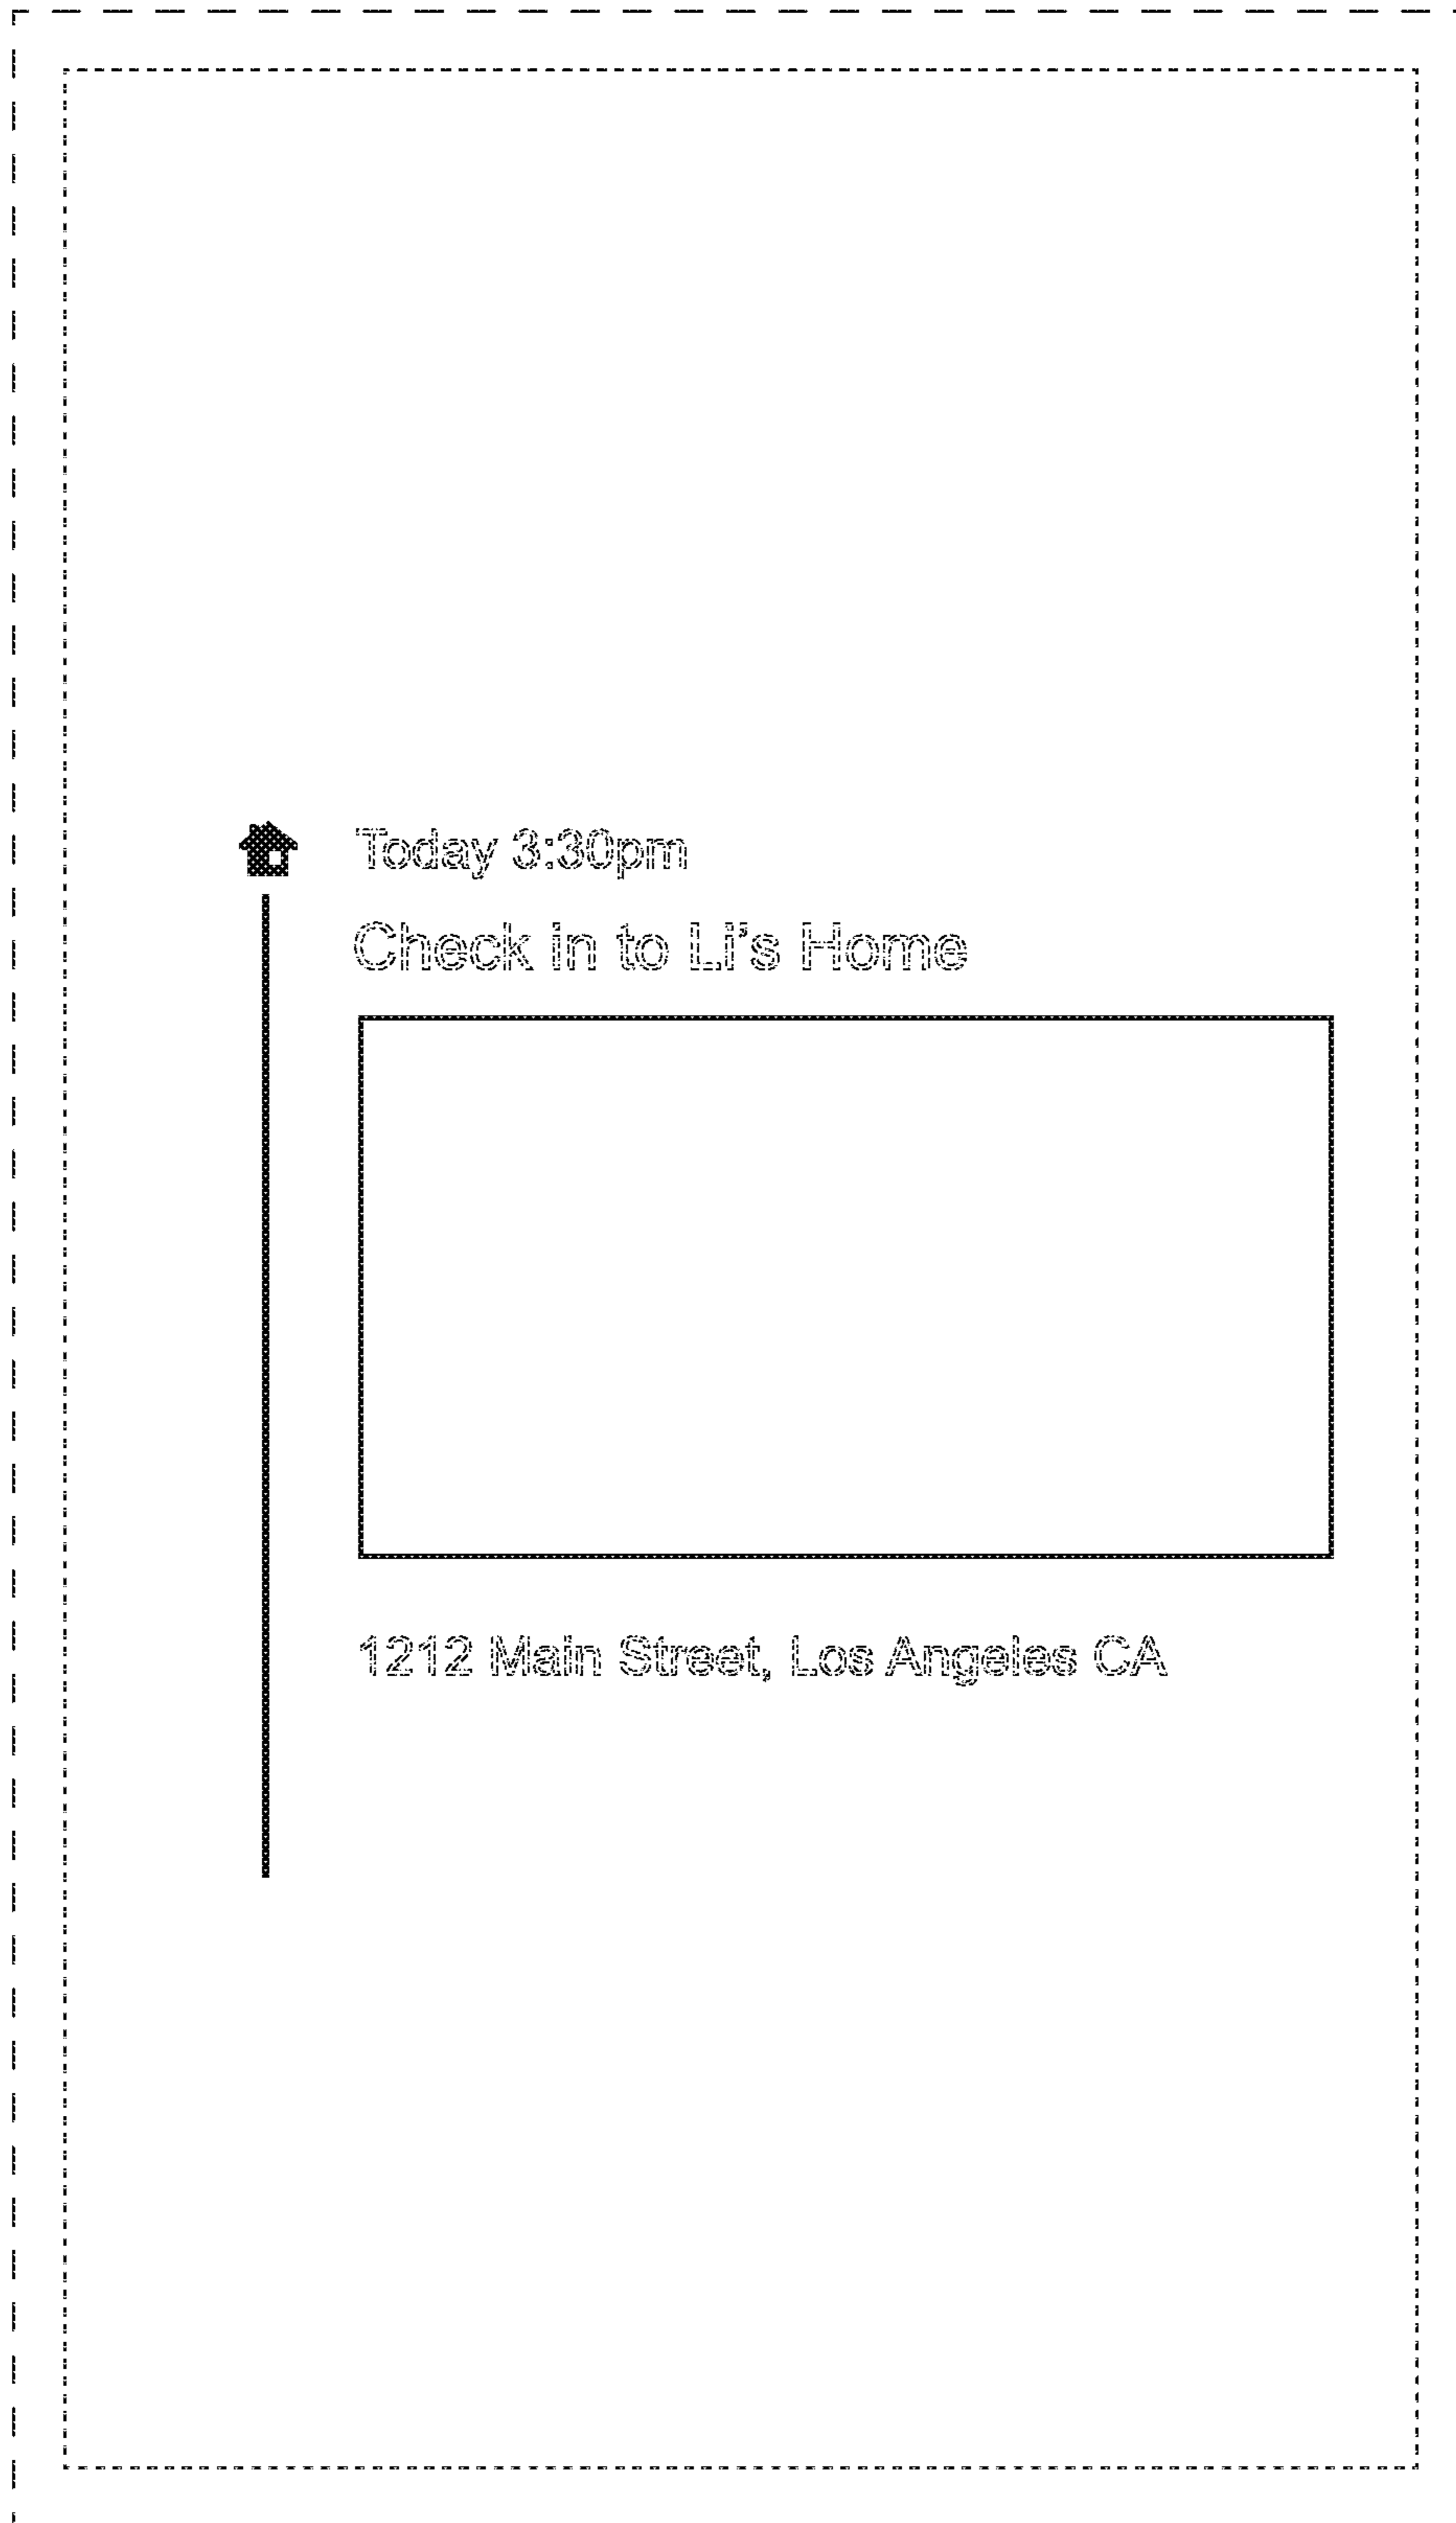 Today 3:30pm
Check in to Li's Home
1212 Main Street, Los Angeles CA